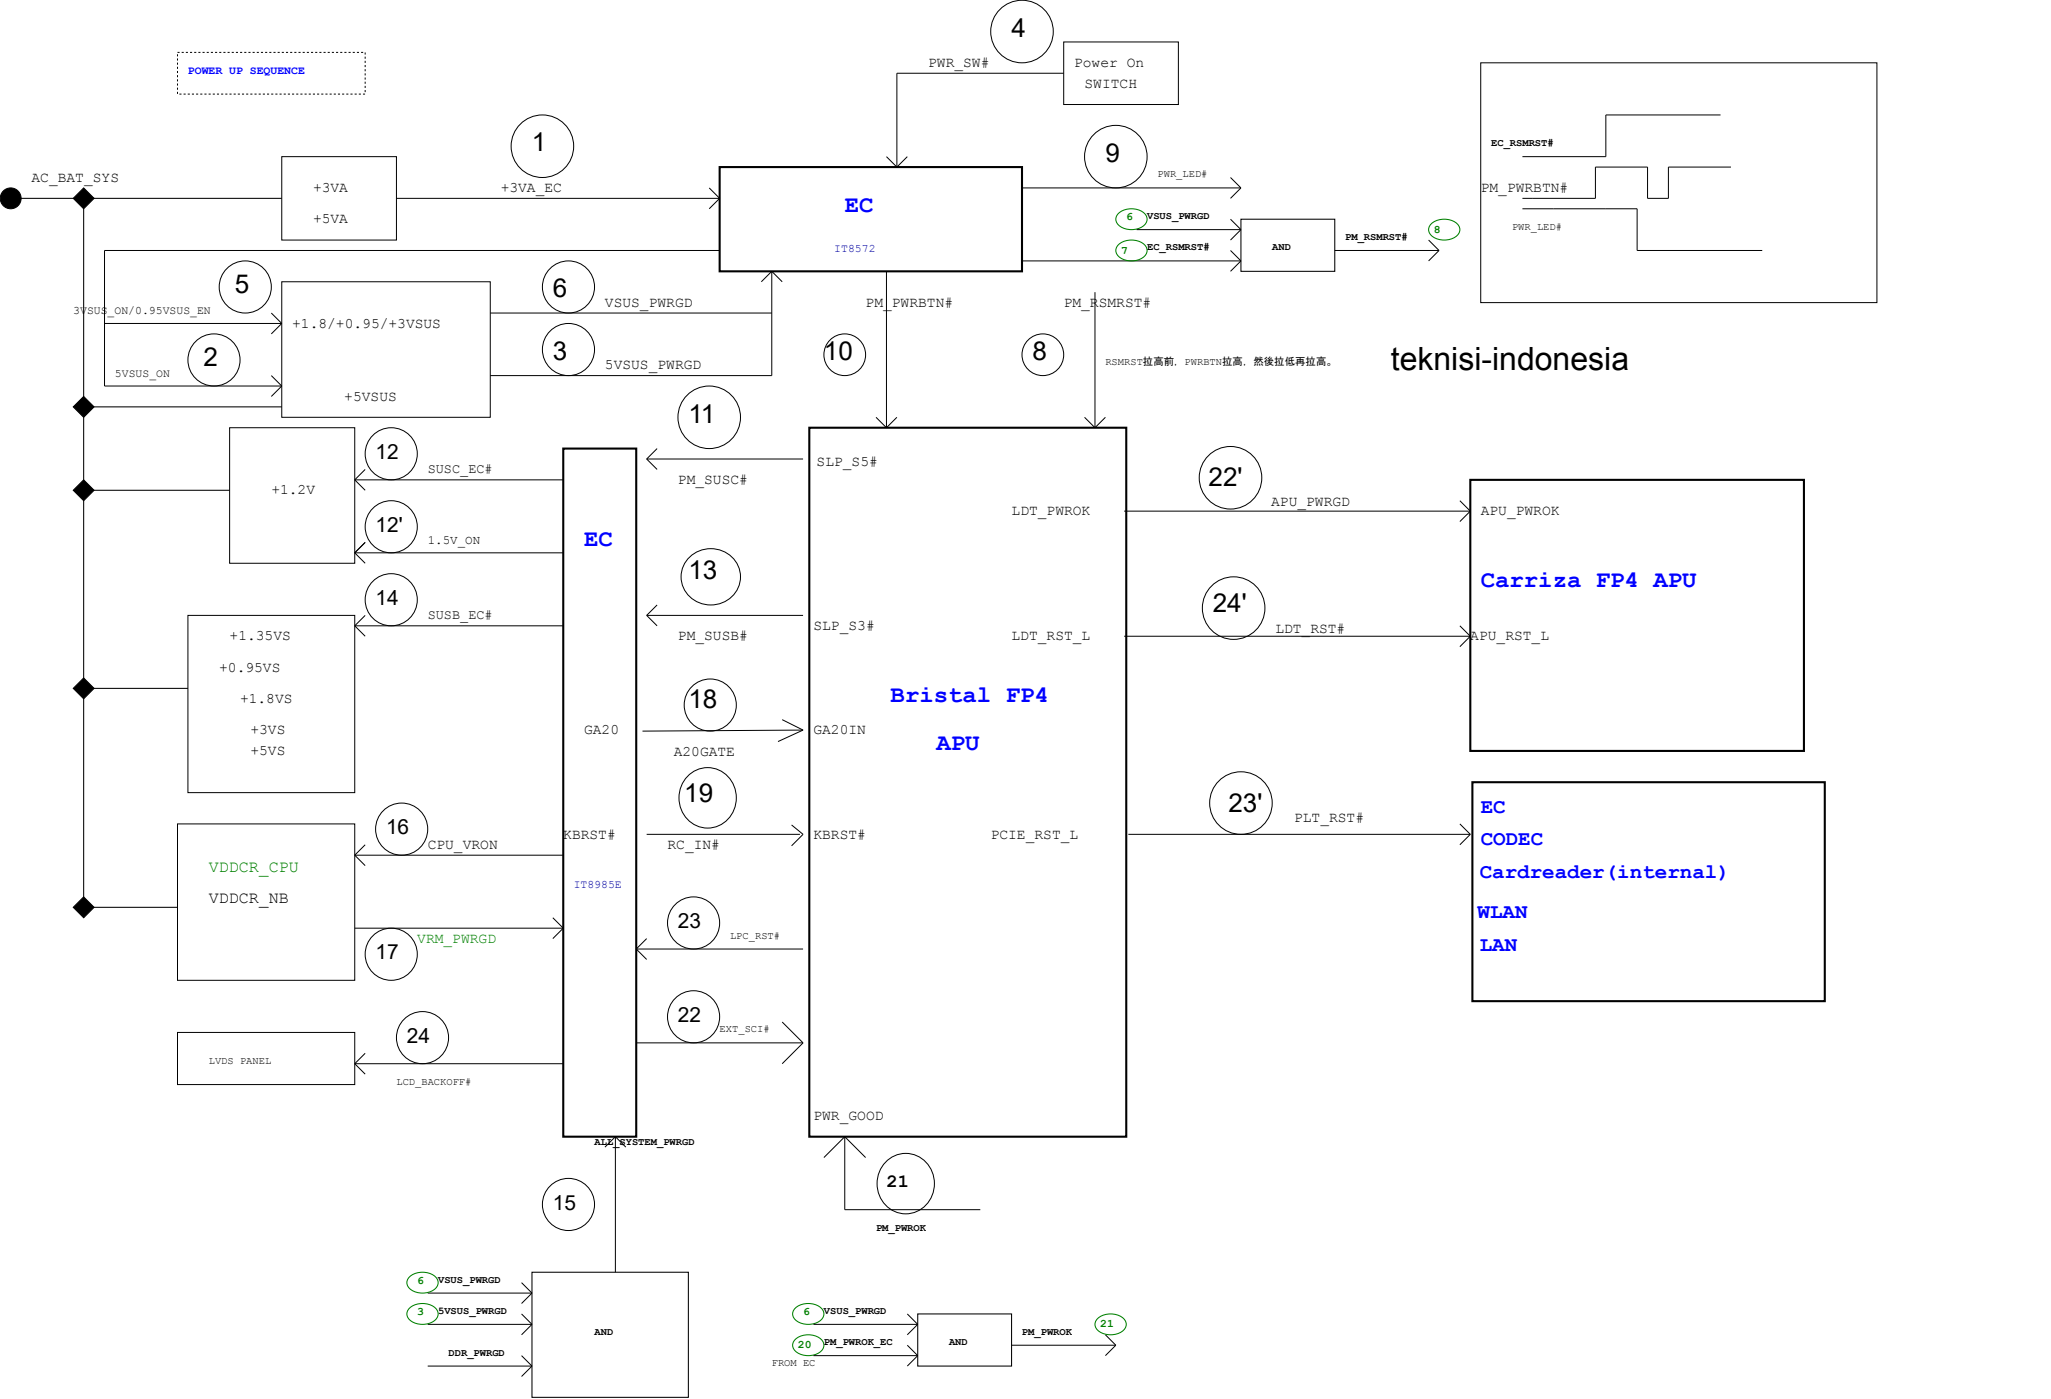 POWER UP SEQUENCE
4
PWR_SW#
Power On
SWITCH
AC_BAT_SYS
+3VA
+5VA
1
+3VA_EC
EC
IT8572
9
PWR_LED#
6 VSUS_PWRGD
7 EC_RSMRST#
AND
PM_RSMRST#
8
EC_RSMRST#
PM_PWRBTN#
PWR_LED#
5
3VSUS_ON/0.95VSUS_EN
2
5VSUS_ON
+1.8/+0.95/+3VSUS
+5VSUS
6
VSUS_PWRGD
3
5VSUS_PWRGD
PM_PWRBTN#
10
PM_RSMRST#
8
RSMRST拉高前, PWRBTN拉高, 然後拉低再拉高。
teknisi-indonesia
11
PM_SUSC#
SLP_S5#
+1.2V
12
SUSC_EC#
12'
1.5V_ON
EC
13
PM_SUSB#
SLP_S3#
14
SUSB_EC#
+1.35VS
+0.95VS
+1.8VS
+3VS
+5VS
GA20
18
A20GATE
GA20IN
Bristal FP4
APU
19
KBRST#
RC_IN#
KBRST#
IT8985E
16
CPU_VRON
VDDCR_CPU
VDDCR_NB
17
VRM_PWRGD
23
LPC_RST#
22
EXT_SCI#
24
LCD_BACKOFF#
LVDS PANEL
PWR_GOOD
LDT_PWROK
22'
APU_PWRGD
APU_PWROK
Carriza FP4 APU
LDT_RST_L
24'
LDT_RST#
APU_RST_L
PCIE_RST_L
23'
PLT_RST#
EC
CODEC
Cardreader(internal)
WLAN
LAN
ALL_SYSTEM_PWRGD
15
21
PM_PWROK
6 VSUS_PWRGD
3 5VSUS_PWRGD
DDR_PWRGD
AND
6 VSUS_PWRGD
20 PM_PWROK_EC
FROM EC
AND
PM_PWROK
21